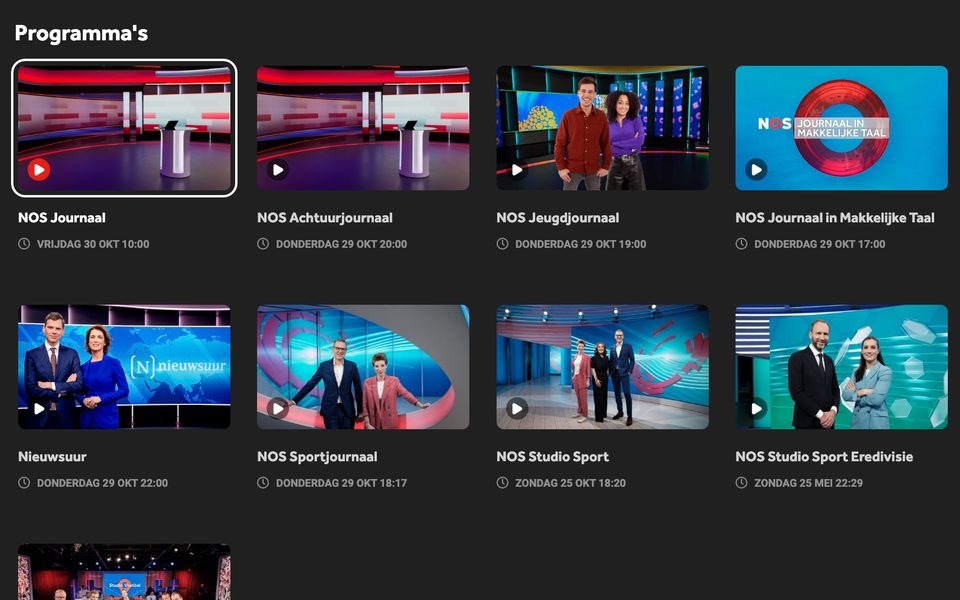 Programma's
NOS JOURNAAL IN
MAKKELIJKE TAAL
NOS Journaal
NOS Achtuurjournaal
NOS Jeugdjournaal
NOS Journaal in Makkelijke Taal
VRIJDAG 30 OKT 10:00
DONDERDAG 29 OKT 20:00
DONDERDAG 29 OKT 19:00
DONDERDAG 29 OKT 17:00
[N] nieuwsuur
Nieuwsuur
NOS Sportjournaal
NOS Studio Sport
NOS Studio Sport Eredivisie
DONDERDAG 29 OKT 22:00
DONDERDAG 29 OKT 18:17
ZONDAG 25 OKT 18:20
ZONDAG 25 MEI 22:29
Studio Voetbal